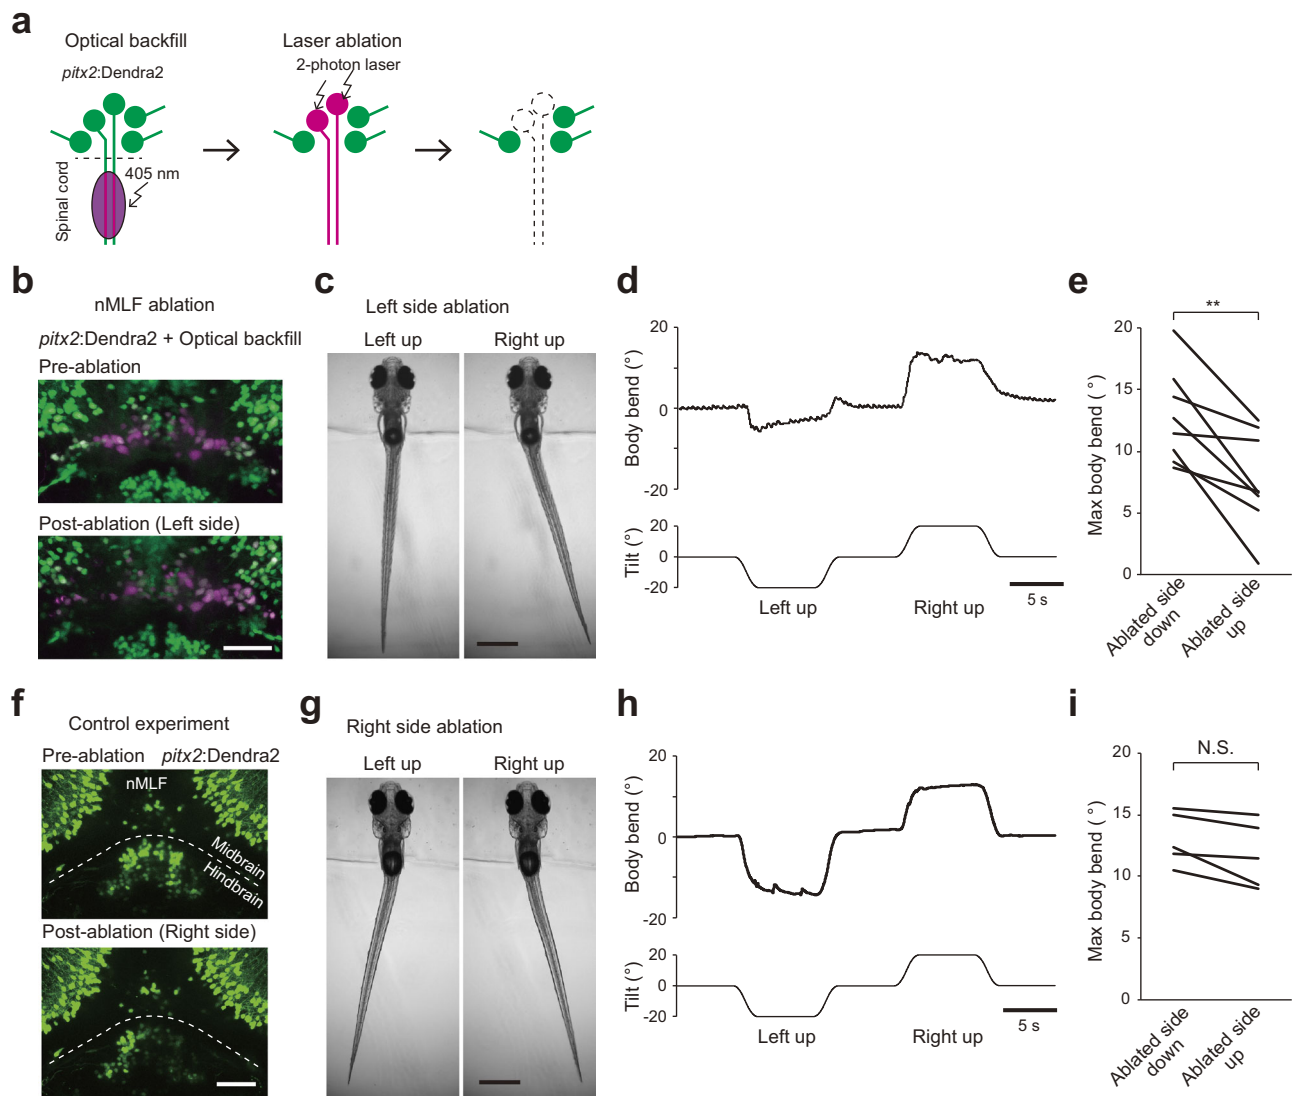 a
Optical backfill
pitx2:Dendra2
Spinal cord
405 nm
Laser ablation
2-photon laser
b
nMLF ablation
pitx2:Dendra2 + Optical backfill
Pre-ablation
Post-ablation (Left side)
c
Left side ablation
Left up
Right up
d
Body bend (°)
20
0
-20
Tilt (°)
20
0
-20
Left up
Right up
5 s
e
**
Max body bend (°)
20
15
10
5
0
Ablated side down
Ablated side up
f
Control experiment
Pre-ablation pitx2:Dendra2
nMLF
Midbrain
Hindbrain
Post-ablation (Right side)
g
Right side ablation
Left up
Right up
h
Body bend (°)
20
0
-20
Tilt (°)
20
0
-20
Left up
Right up
5 s
i
N.S.
Max body bend (°)
20
15
10
5
0
Ablated side down
Ablated side up